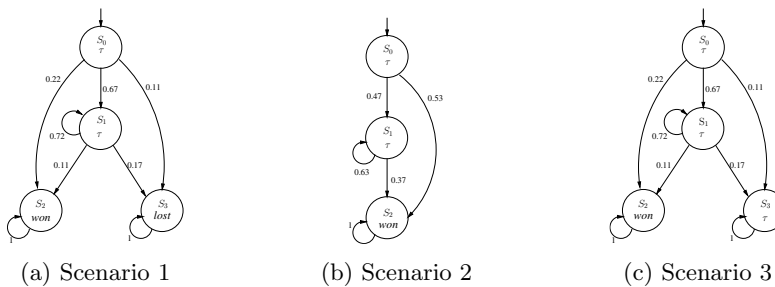 S0
τ
0.22
0.67
0.11
S1
τ
0.72
0.11
0.17
S2
won
1
S3
lost
1
(a) Scenario 1
S0
τ
0.47
0.53
S1
τ
0.63
0.37
S2
won
1
(b) Scenario 2
S0
τ
0.22
0.67
0.11
S1
τ
0.72
0.11
0.17
S2
won
1
S3
τ
1
(c) Scenario 3